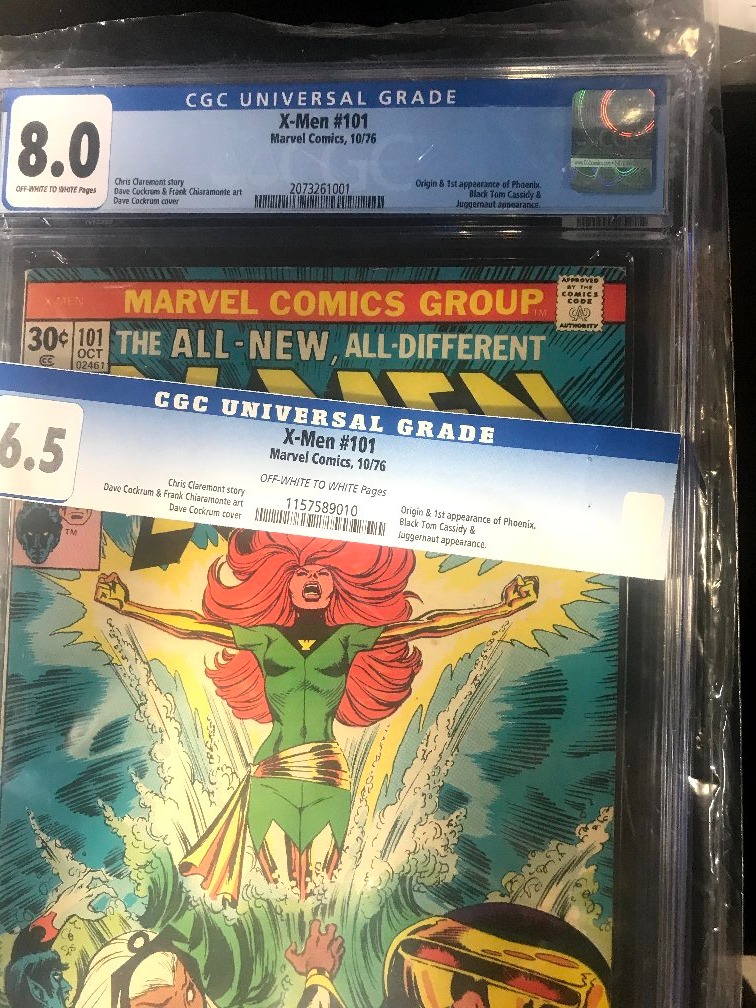 CGC UNIVERSAL GRADE
8.0
OFF-WHITE TO WHITE Pages
X-Men #101
Marvel Comics, 10/76
Chris Claremont story
Dave Cockrum & Frank Chiaramonte art
Dave Cockrum cover
2073261001
Origin & 1st appearance of Phoenix.
Black Tom Cassidy &
Juggernaut appearance.
X-MEN
MARVEL COMICS GROUP
TM
APPROVED
BY THE
COMICS
CODE
CA
AUTHORITY
30¢
CC
101
OCT
02461
THE ALL-NEW, ALL-DIFFERENT
X-MEN
CGC UNIVERSAL GRADE
6.5
X-Men #101
Marvel Comics, 10/76
OFF-WHITE TO WHITE Pages
Chris Claremont story
Dave Cockrum & Frank Chiaramonte art
Dave Cockrum cover
1157589010
Origin & 1st appearance of Phoenix.
Black Tom Cassidy &
Juggernaut appearance.
TM